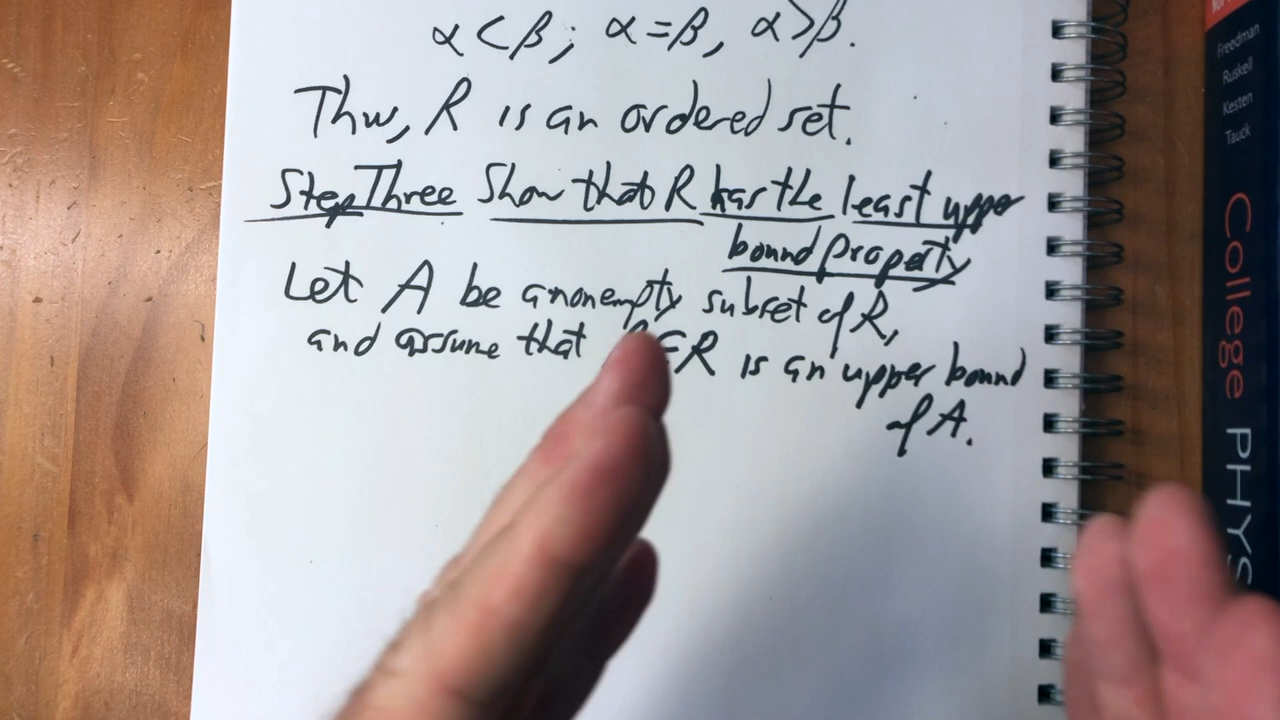 α < β; α = β, α > β.
Thus, R is an ordered set.
Step Three Show that R has the least upper
bound property
Let A be a nonempty subset of R,
and assume that ∈ R is an upper bound
of A.
Freedman
Ruskell
Kesten
Tauck
College PHYS